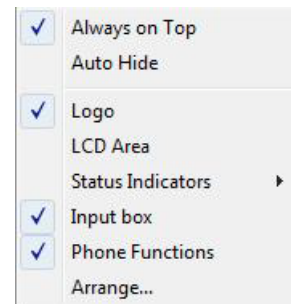 Always on Top
Auto Hide
Logo
LCD Area
Status Indicators
Input box
Phone Functions
Arrange...